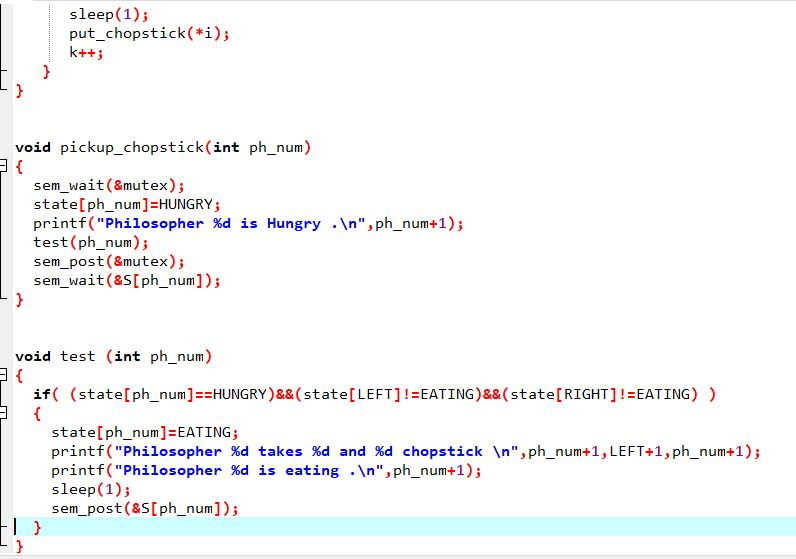 sleep(1);
put_chopstick(*i);
k++;
}
}
void pickup_chopstick(int ph_num)
{
sem_wait(&mutex);
state[ph_num]=HUNGRY;
printf("Philosopher %d is Hungry .\n",ph_num+1);
test(ph_num);
sem_post(&mutex);
sem_wait(&S[ph_num]);
}
void test (int ph_num)
{
if( (state[ph_num]==HUNGRY)&&(state[LEFT]!=EATING)&&(state[RIGHT]!=EATING) )
{
state[ph_num]=EATING;
printf("Philosopher %d takes %d and %d chopstick \n",ph_num+1,LEFT+1,ph_num+1);
printf("Philosopher %d is eating .\n",ph_num+1);
sleep(1);
sem_post(&S[ph_num]);
}
}